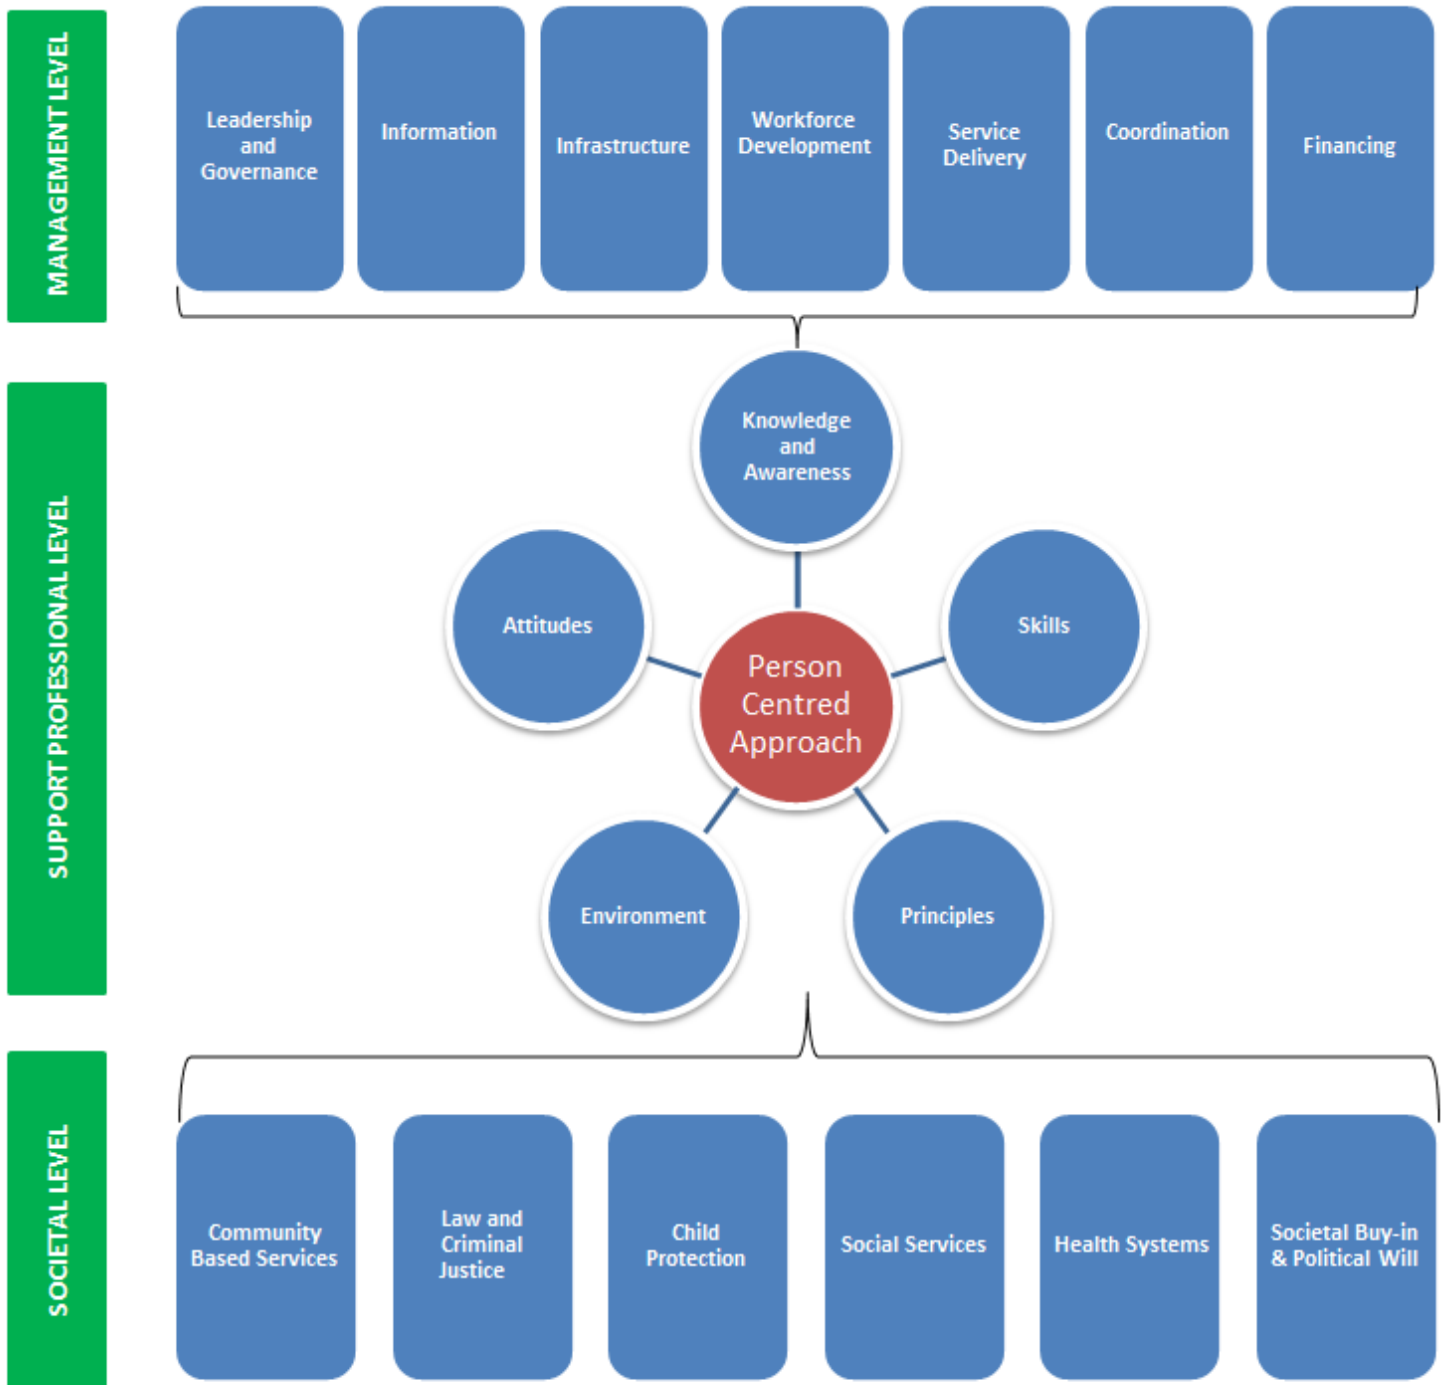 MANAGEMENT LEVEL
Leadership
and
Governance
Information
Infrastructure
Workforce
Development
Service
Delivery
Coordination
Financing
SUPPORT PROFESSIONAL LEVEL
Knowledge
and
Awareness
Attitudes
Skills
Person
Centred
Approach
Environment
Principles
SOCIETAL LEVEL
Community
Based Services
Law and
Criminal
Justice
Child
Protection
Social Services
Health Systems
Societal Buy-in
& Political Will